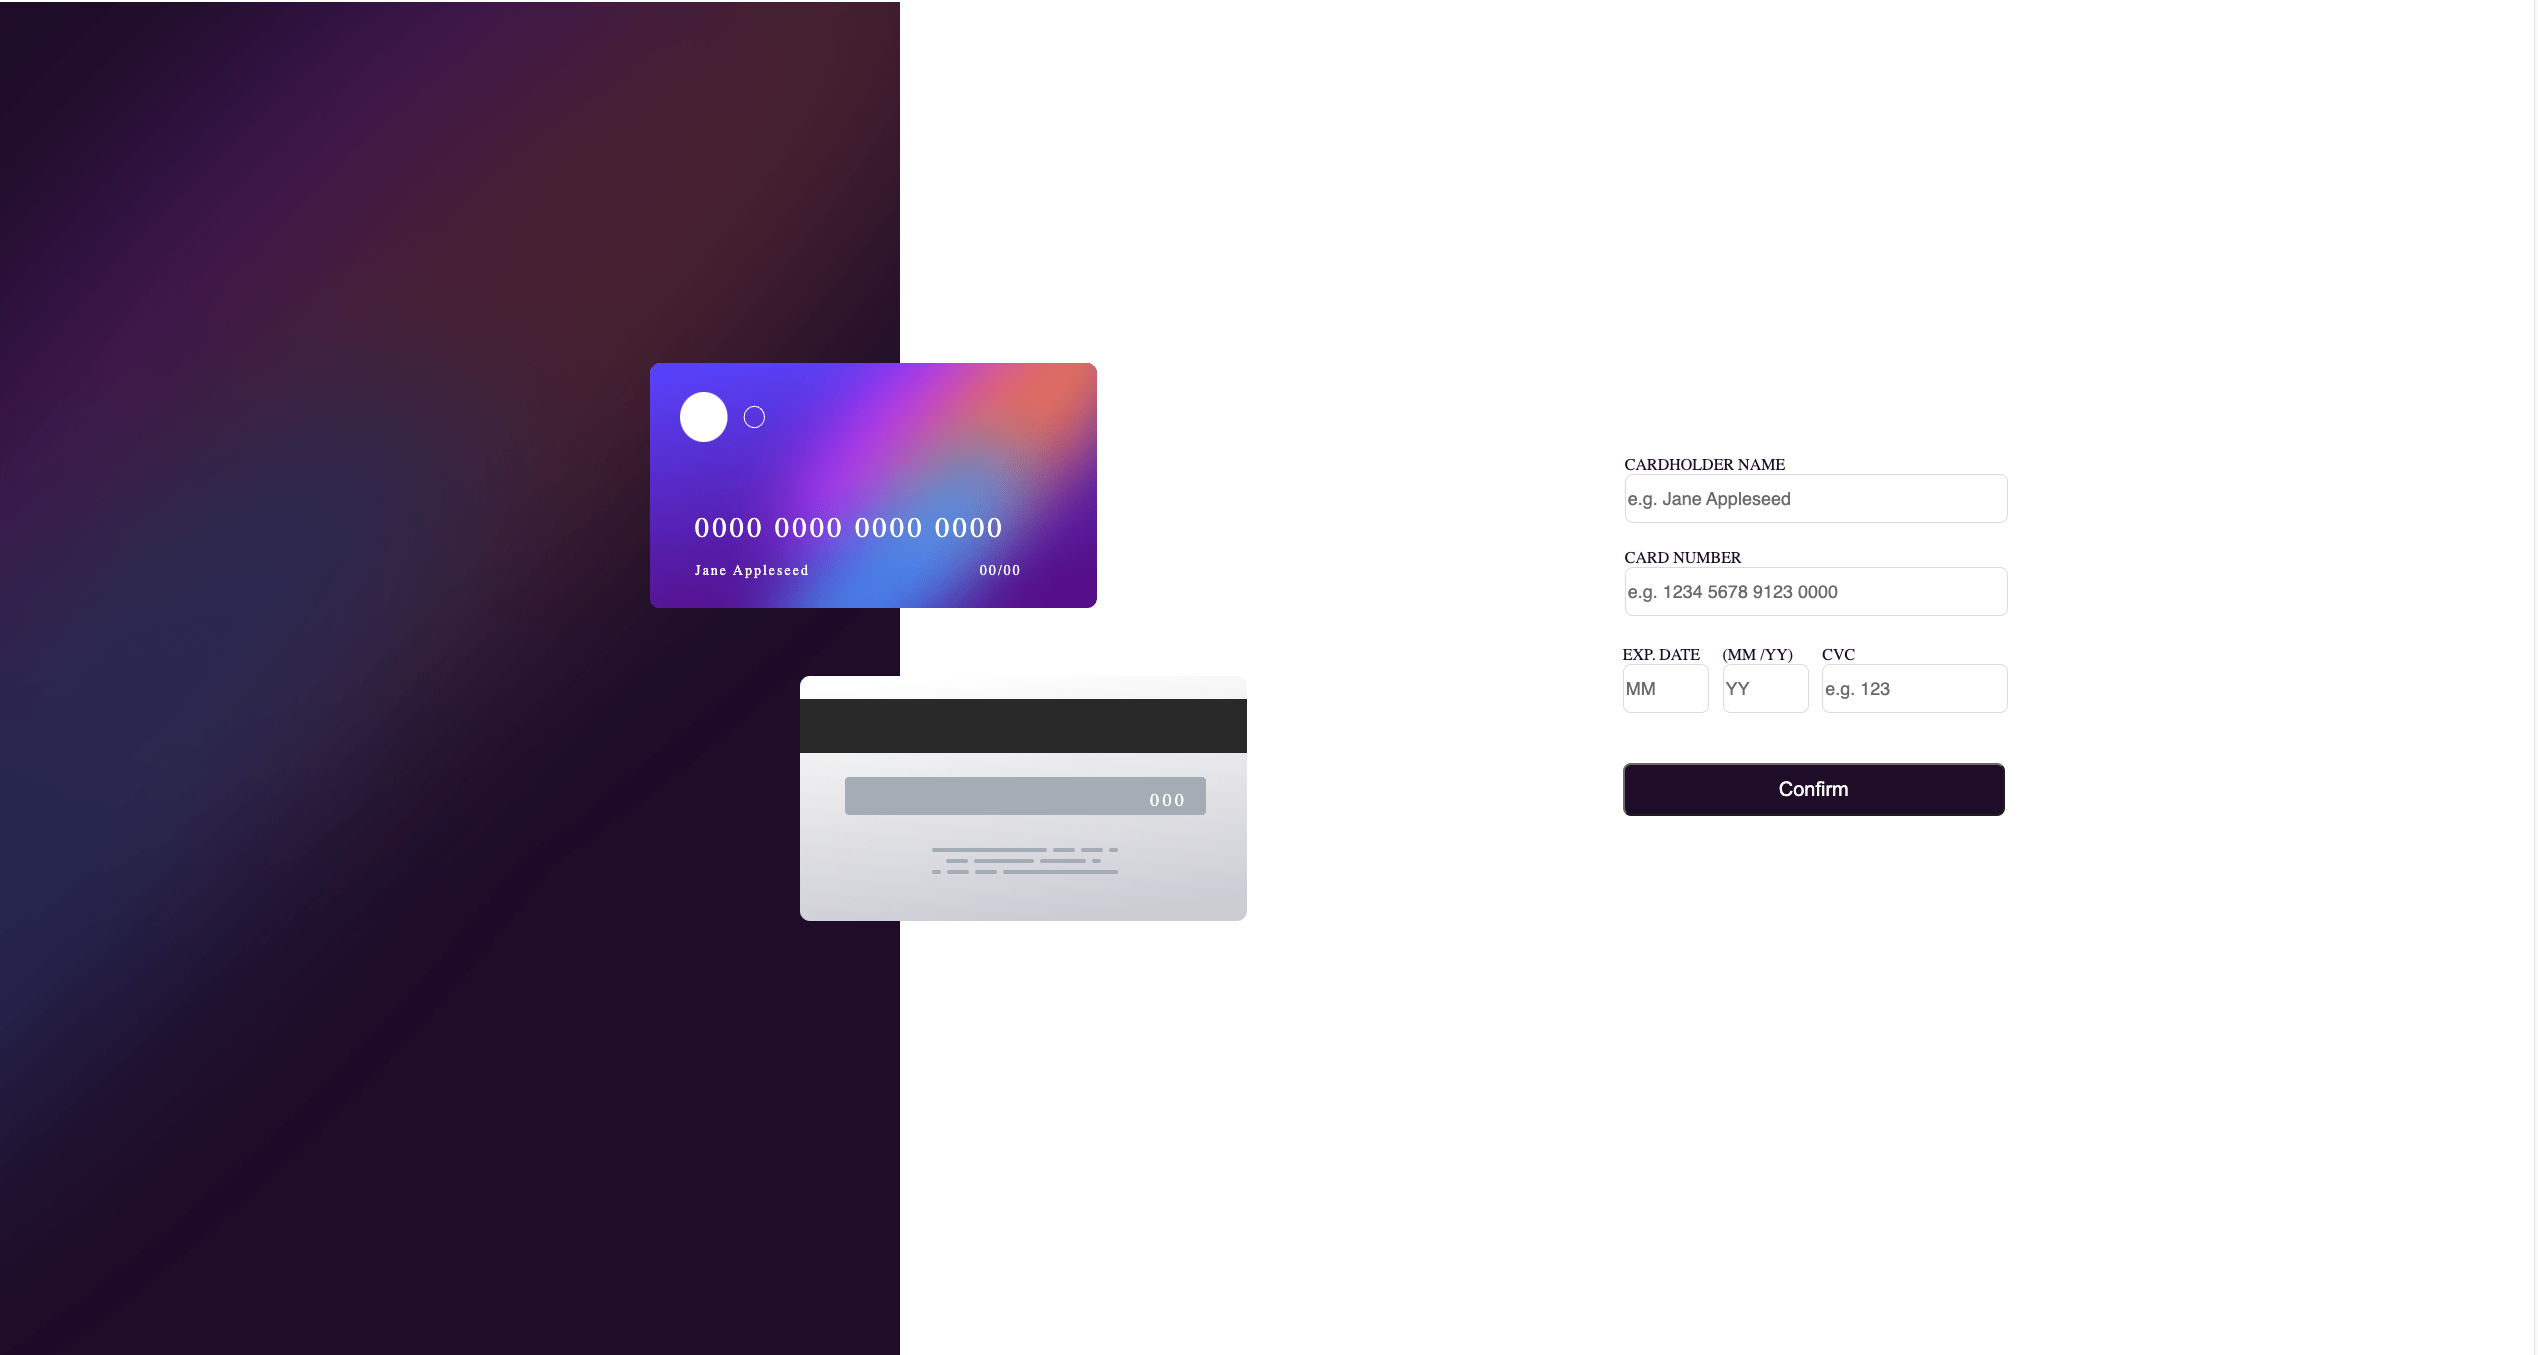 0000 0000 0000 0000
Jane Appleseed 00/00
000
CARDHOLDER NAME
e.g. Jane Appleseed
CARD NUMBER
e.g. 1234 5678 9123 0000
EXP. DATE (MM /YY) CVC
MM YY e.g. 123
Confirm